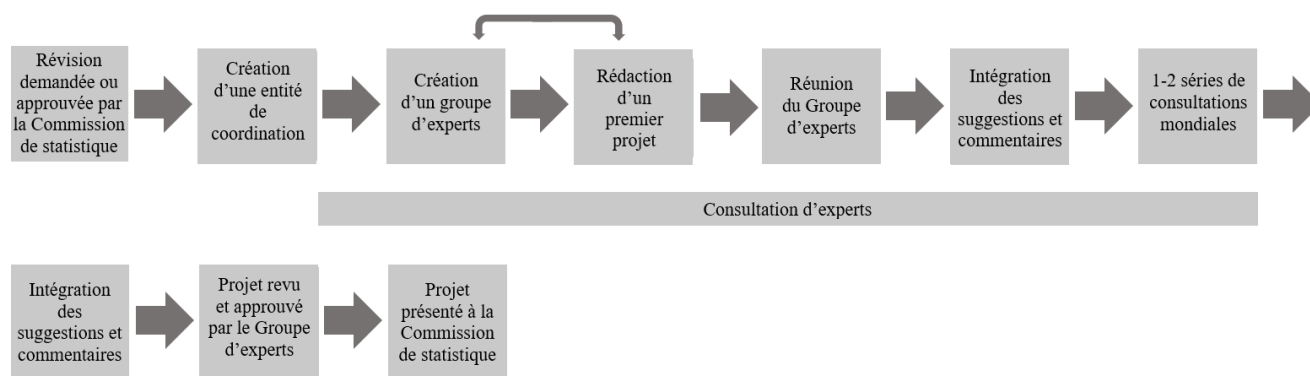 Révision
demandée ou
approuvée par
la Commission
de statistique
Création
d'une entité
de
coordination
Création
d'un groupe
d'experts
Rédaction
d'un
premier
projet
Réunion
du Groupe
d'experts
Intégration
des
suggestions et
commentaires
1-2 séries de
consultations
mondiales
Consultation d'experts
Intégration
des
suggestions et
commentaires
Projet revu
et approuvé
par le Groupe
d'experts
Projet
présenté à la
Commission
de statistique